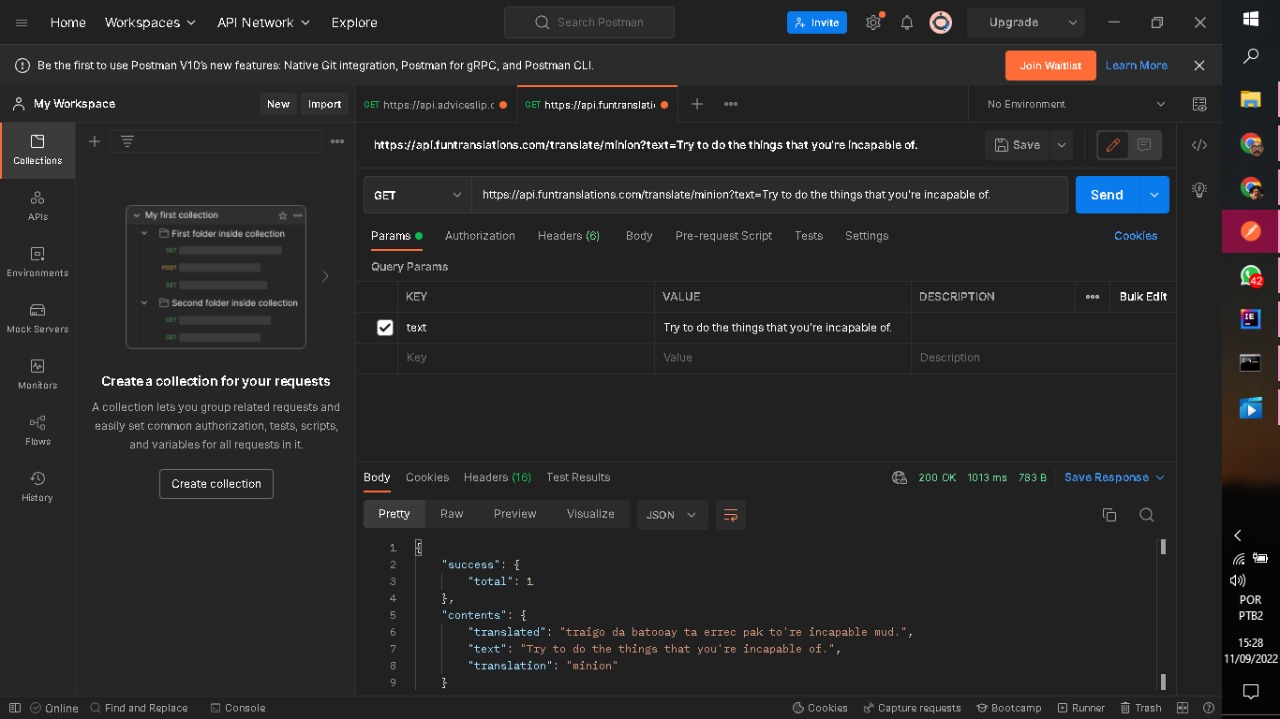 Home Workspaces API Network Explore Search Postman Invite Upgrade
Be the first to use Postman V10's new features: Native Git integration, Postman for gRPC, and Postman CLI. Join Waitlist Learn More
My Workspace New Import GET https://api.adviceslip.c GET https://api.funtranslati No Environment
https://api.funtranslations.com/translate/minion?text=Try to do the things that you're incapable of. Save
Collections
My first collection
First folder inside collection
GET
POST
GET
Second folder inside collection
GET
GET
Create a collection for your requests
A collection lets you group related requests and
easily set common authorization, tests, scripts,
and variables for all requests in it.
Create collection
APIs
Environments
Mock Servers
Monitors
Flows
History
GET https://api.funtranslations.com/translate/minion?text=Try to do the things that you're incapable of. Send
Params Authorization Headers (6) Body Pre-request Script Tests Settings Cookies
Query Params
KEY VALUE DESCRIPTION Bulk Edit
text Try to do the things that you're incapable of.
Key Value Description
Body Cookies Headers (16) Test Results 200 OK 1013 ms 783 B Save Response
Pretty Raw Preview Visualize JSON
1 {
2 "success": {
3 "total": 1
4 },
5 "contents": {
6 "translated": "traigo da batooay ta errec pak to're incapable mud.",
7 "text": "Try to do the things that you're incapable of.",
8 "translation": "minion"
9 }
Online Find and Replace Console Cookies Capture requests Bootcamp Runner Trash
42
IE
POR
PTB2
15:28
11/09/2022